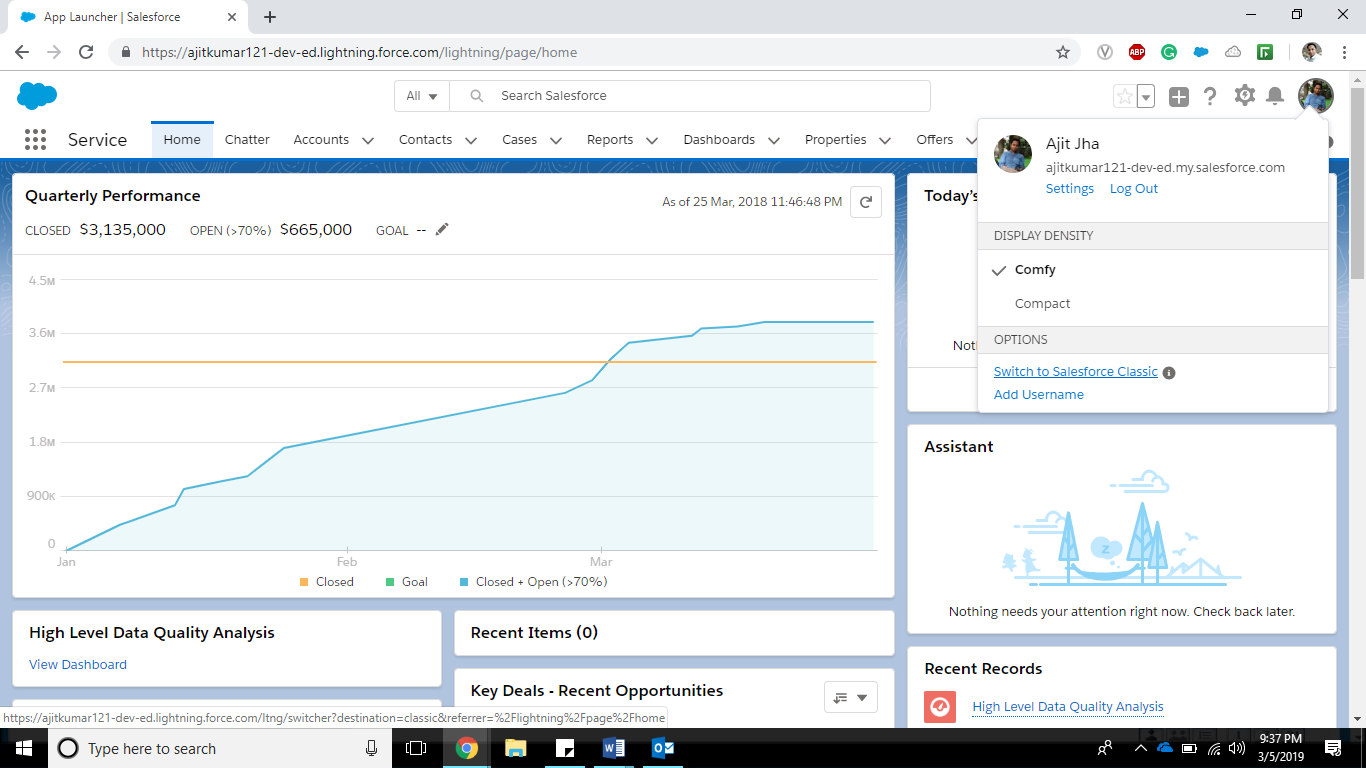 App Launcher | Salesforce
https://ajitkumar121-dev-ed.lightning.force.com/lightning/page/home
ABP
All
Search Salesforce
Service
Home
Chatter
Accounts
Contacts
Cases
Reports
Dashboards
Properties
Offers
Ajit Jha
ajitkumar121-dev-ed.my.salesforce.com
Settings Log Out
DISPLAY DENSITY
Comfy
Compact
OPTIONS
Switch to Salesforce Classic
Add Username
Quarterly Performance
As of 25 Mar, 2018 11:46:48 PM
CLOSED $3,135,000 OPEN (>70%) $665,000 GOAL --
4.5M
3.6M
2.7M
1.8M
900K
0
Jan Feb Mar
Closed Goal Closed + Open (>70%)
Today's
Assistant
z
Nothing needs your attention right now. Check back later.
High Level Data Quality Analysis
View Dashboard
Recent Items (0)
Key Deals - Recent Opportunities
Recent Records
High Level Data Quality Analysis
https://ajitkumar121-dev-ed.lightning.force.com/ltng/switcher?destination=classic&referrer=%2Flightning%2Fpage%2Fhome
Type here to search
9:37 PM
3/5/2019